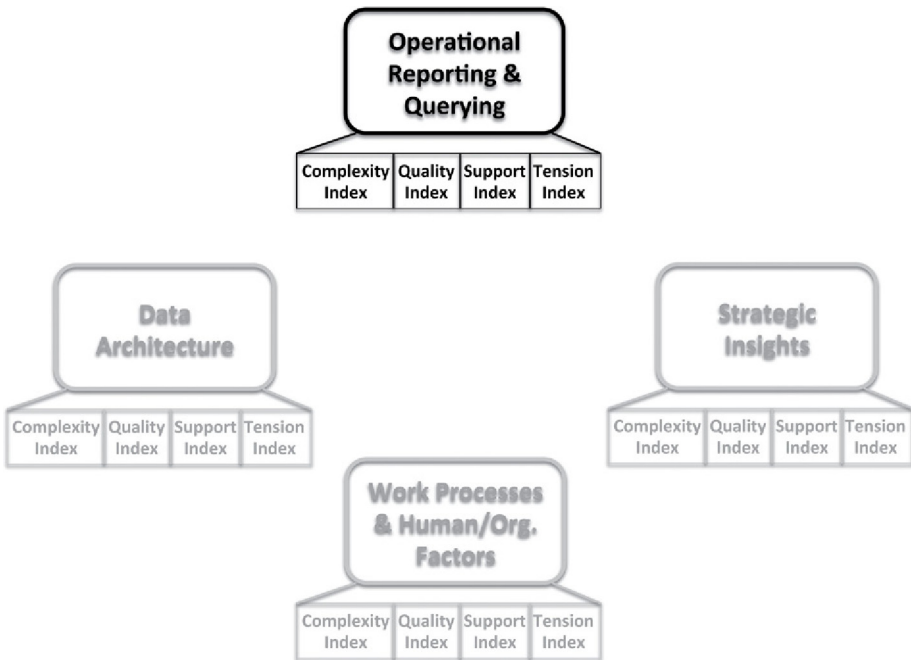 Operational
Reporting &
Querying
Complexity Index
Quality Index
Support Index
Tension Index
Data
Architecture
Complexity Index
Quality Index
Support Index
Tension Index
Strategic
Insights
Complexity Index
Quality Index
Support Index
Tension Index
Work Processes
& Human/Org.
Factors
Complexity Index
Quality Index
Support Index
Tension Index